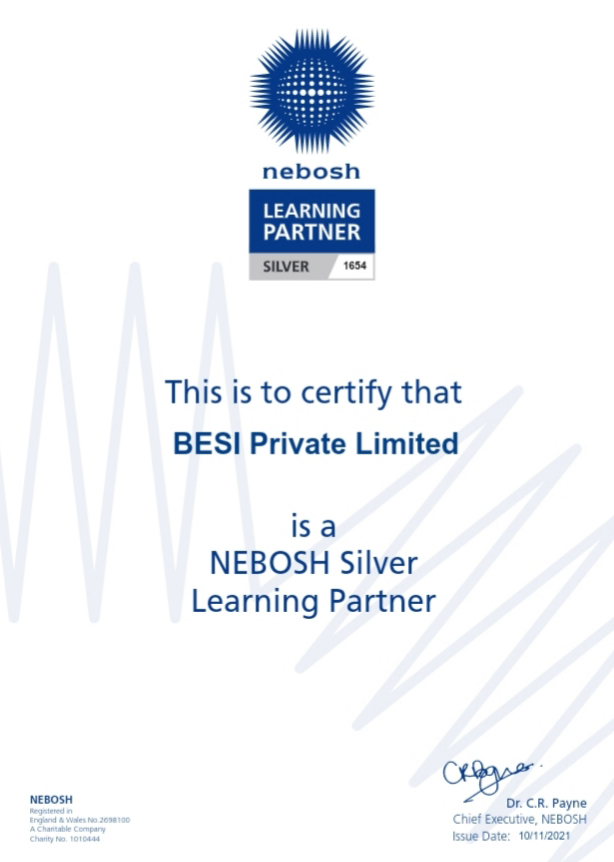 nebosh
LEARNING
PARTNER
SILVER 1654
This is to certify that
BESI Private Limited
is a
NEBOSH Silver
Learning Partner
NEBOSH
Registered in
England & Wales No.2698100
A Charitable Company
Charity No. 1010444
Dr. C.R. Payne
Chief Executive, NEBOSH
Issue Date: 10/11/2021